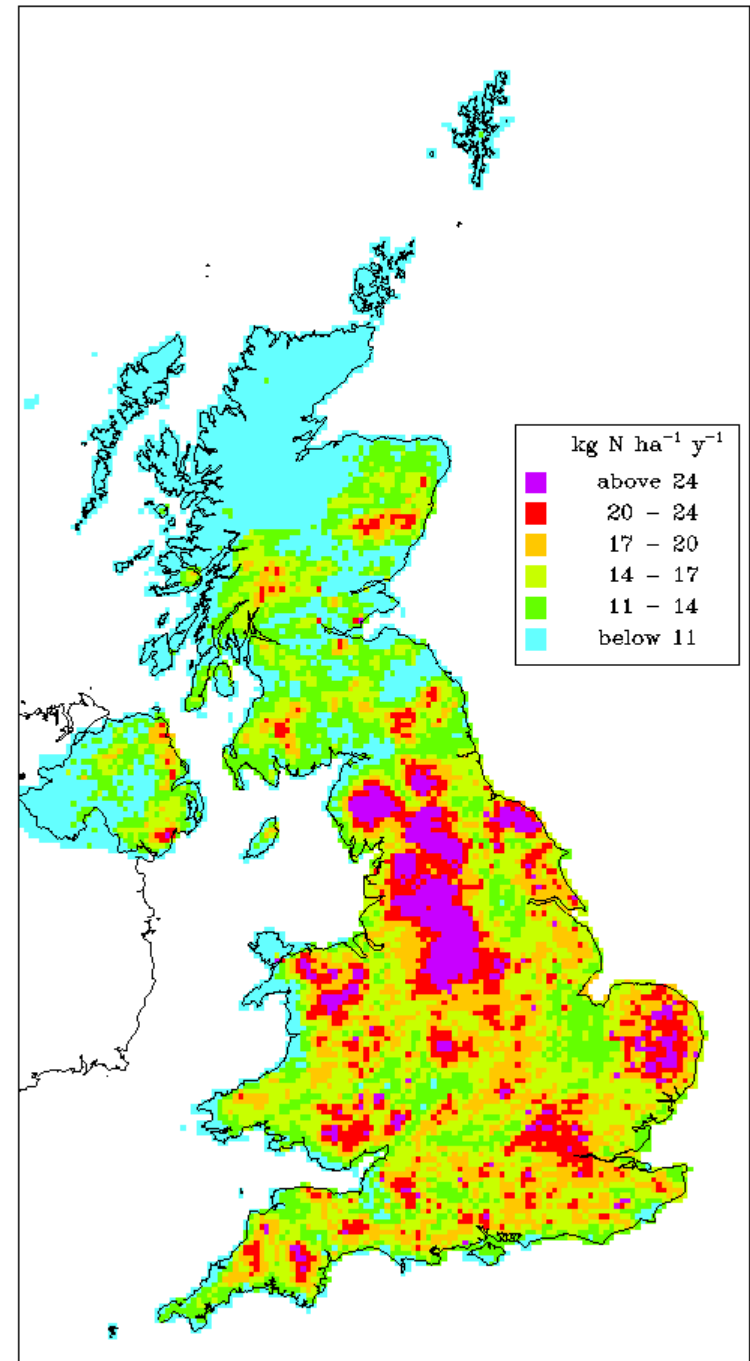 kg N ha⁻¹ y⁻¹
above 24
20 – 24
17 – 20
14 – 17
11 – 14
below 11